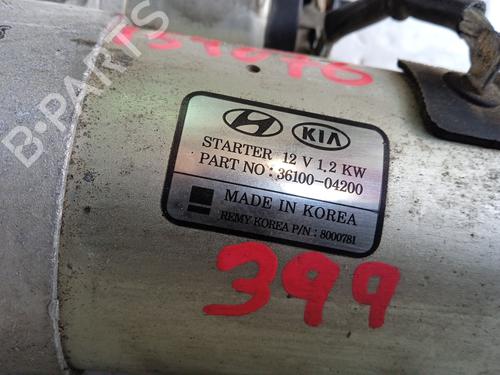 B-PARTS
KIA
STARTER 12 V 1.2 KW
PART NO : 36100-04200
MADE IN KOREA
REMY KOREA P/N : 8000781
399